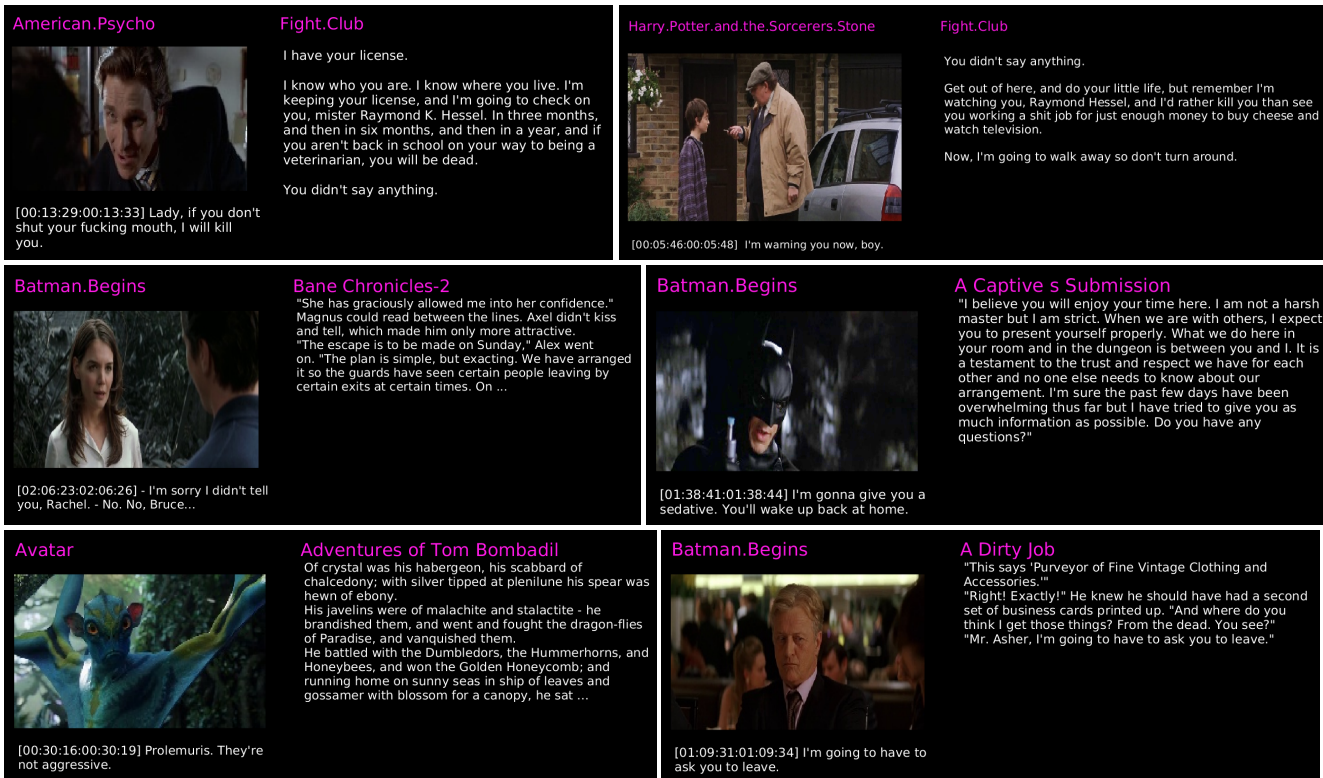 American.Psycho
Fight.Club
I have your license.
I know who you are. I know where you live. I'm
keeping your license, and I'm going to check on
you, mister Raymond K. Hessel. In three months,
and then in six months, and then in a year, and if
you aren't back in school on your way to being a
veterinarian, you will be dead.
You didn't say anything.
[00:13:29:00:13:33] Lady, if you don't
shut your fucking mouth, I will kill
you.
Harry.Potter.and.the.Sorcerers.Stone
Fight.Club
You didn't say anything.
Get out of here, and do your little life, but remember I'm
watching you, Raymond Hessel, and I'd rather kill you than see
you working a shit job for just enough money to buy cheese and
watch television.
Now, I'm going to walk away so don't turn around.
[00:05:46:00:05:48] I'm warning you now, boy.
Batman.Begins
Bane Chronicles-2
"She has graciously allowed me into her confidence."
Magnus could read between the lines. Axel didn't kiss
and tell, which made him only more attractive.
"The escape is to be made on Sunday," Alex went
on. "The plan is simple, but exacting. We have arranged
it so the guards have seen certain people leaving by
certain exits at certain times. On ...
[02:06:23:02:06:26] - I'm sorry I didn't tell
you, Rachel. - No. No, Bruce...
Batman.Begins
A Captive s Submission
"I believe you will enjoy your time here. I am not a harsh
master but I am strict. When we are with others, I expect
you to present yourself properly. What we do here in
your room and in the dungeon is between you and I. It is
a testament to the trust and respect we have for each
other and no one else needs to know about our
arrangement. I'm sure the past few days have been
overwhelming thus far but I have tried to give you as
much information as possible. Do you have any
questions?"
[01:38:41:01:38:44] I'm gonna give you a
sedative. You'll wake up back at home.
Avatar
Adventures of Tom Bombadil
Of crystal was his habergeon, his scabbard of
chalcedony; with silver tipped at plenilune his spear was
hewn of ebony.
His javelins were of malachite and stalactite - he
brandished them, and went and fought the dragon-flies
of Paradise, and vanquished them.
He battled with the Dumbledors, the Hummerhorns, and
Honeybees, and won the Golden Honeycomb; and
running home on sunny seas in ship of leaves and
gossamer with blossom for a canopy, he sat ...
[00:30:16:00:30:19] Prolemuris. They're
not aggressive.
Batman.Begins
A Dirty Job
"This says 'Purveyor of Fine Vintage Clothing and
Accessories.'"
"Right! Exactly!" He knew he should have had a second
set of business cards printed up. "And where do you
think I get those things? From the dead. You see?"
"Mr. Asher, I'm going to have to ask you to leave."
[01:09:31:01:09:34] I'm going to have to
ask you to leave.